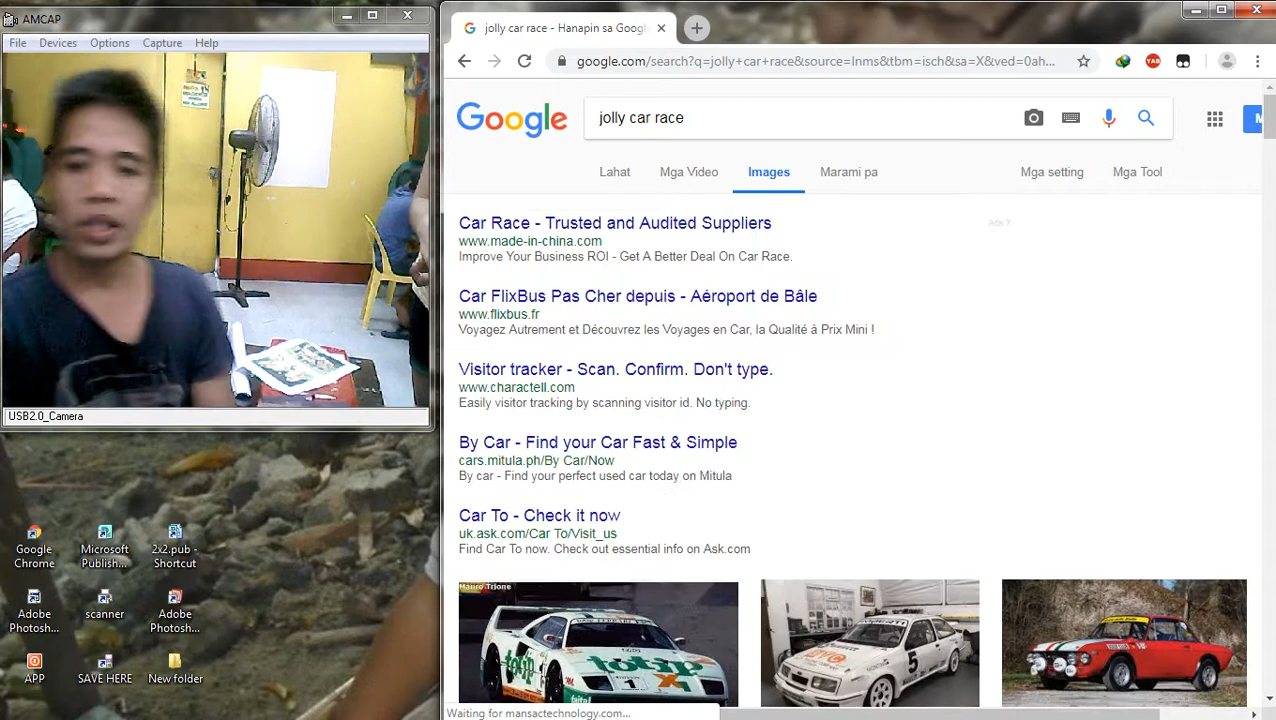 AMCAP
File Devices Options Capture Help
USB2.0_Camera
Google Chrome
Microsoft Publish...
2x2.pub - Shortcut
Adobe Photosh...
scanner
Adobe Photosh...
APP
SAVE HERE
New folder
jolly car race - Hanapin sa Google
google.com/search?q=jolly+car+race&source=lnms&tbm=isch&sa=X&ved=0ah...
YAB
Google
jolly car race
M
Lahat Mga Video Images Marami pa Mga setting Mga Tool
Car Race - Trusted and Audited Suppliers
www.made-in-china.com
Improve Your Business ROI - Get A Better Deal On Car Race.
Car FlixBus Pas Cher depuis - Aéroport de Bâle
www.flixbus.fr
Voyagez Autrement et Découvrez les Voyages en Car, la Qualité à Prix Mini !
Visitor tracker - Scan. Confirm. Don't type.
www.charactell.com
Easily visitor tracking by scanning visitor id. No typing.
By Car - Find your Car Fast & Simple
cars.mitula.ph/By Car/Now
By car - Find your perfect used car today on Mitula
Car To - Check it now
uk.ask.com/Car To/Visit_us
Find Car To now. Check out essential info on Ask.com
totip
1
5
Waiting for mansactechnology.com...